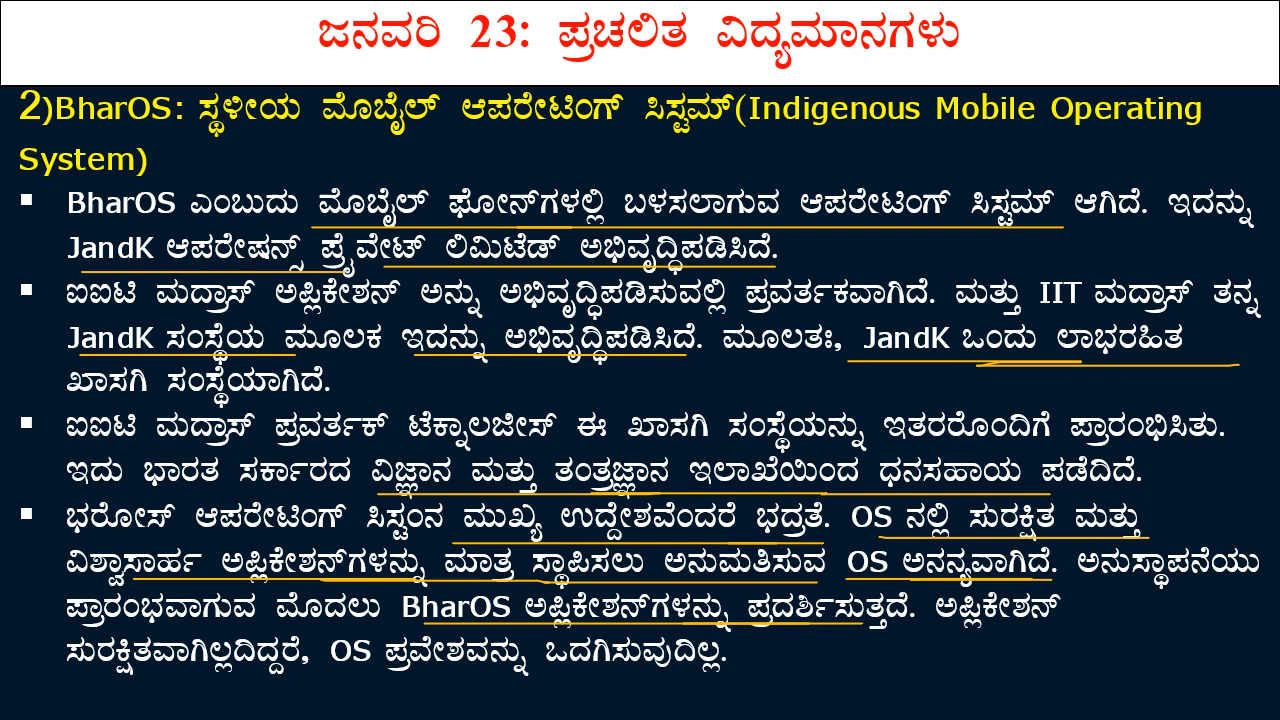 ಜನವರಿ 23: ಪ್ರಚಲಿತ ವಿದ್ಯಮಾನಗಳು
2)BharOS: ಸ್ಥಳೀಯ ಮೊಬೈಲ್ ಆಪರೇಟಿಂಗ್ ಸಿಸ್ಟಮ್(Indigenous Mobile Operating
System)
▪ BharOS ಎಂಬುದು ಮೊಬೈಲ್ ಫೋನ್‌ಗಳಲ್ಲಿ ಬಳಸಲಾಗುವ ಆಪರೇಟಿಂಗ್ ಸಿಸ್ಟಮ್ ಆಗಿದೆ. ಇದನ್ನು
JandK ಆಪರೇಷನ್ಸ್ ಪ್ರೈವೇಟ್ ಲಿಮಿಟೆಡ್ ಅಭಿವೃದ್ಧಿಪಡಿಸಿದೆ.
▪ ಐಐಟಿ ಮದ್ರಾಸ್ ಅಪ್ಲಿಕೇಶನ್ ಅನ್ನು ಅಭಿವೃದ್ಧಿಪಡಿಸುವಲ್ಲಿ ಪ್ರವರ್ತಕವಾಗಿದೆ. ಮತ್ತು IIT ಮದ್ರಾಸ್ ತನ್ನ
JandK ಸಂಸ್ಥೆಯ ಮೂಲಕ ಇದನ್ನು ಅಭಿವೃದ್ಧಿಪಡಿಸಿದೆ. ಮೂಲತಃ, JandK ಒಂದು ಲಾಭರಹಿತ
ಖಾಸಗಿ ಸಂಸ್ಥೆಯಾಗಿದೆ.
▪ ಐಐಟಿ ಮದ್ರಾಸ್ ಪ್ರವರ್ತಕ್ ಟೆಕ್ನಾಲಜೀಸ್ ಈ ಖಾಸಗಿ ಸಂಸ್ಥೆಯನ್ನು ಇತರರೊಂದಿಗೆ ಪ್ರಾರಂಭಿಸಿತು.
ಇದು ಭಾರತ ಸರ್ಕಾರದ ವಿಜ್ಞಾನ ಮತ್ತು ತಂತ್ರಜ್ಞಾನ ಇಲಾಖೆಯಿಂದ ಧನಸಹಾಯ ಪಡೆದಿದೆ.
▪ ಭರೋಸ್ ಆಪರೇಟಿಂಗ್ ಸಿಸ್ಟಂನ ಮುಖ್ಯ ಉದ್ದೇಶವೆಂದರೆ ಭದ್ರತೆ. OS ನಲ್ಲಿ ಸುರಕ್ಷಿತ ಮತ್ತು
ವಿಶ್ವಾಸಾರ್ಹ ಅಪ್ಲಿಕೇಶನ್‌ಗಳನ್ನು ಮಾತ್ರ ಸ್ಥಾಪಿಸಲು ಅನುಮತಿಸುವ OS ಅನನ್ಯವಾಗಿದೆ. ಅನುಸ್ಥಾಪನೆಯು
ಪ್ರಾರಂಭವಾಗುವ ಮೊದಲು BharOS ಅಪ್ಲಿಕೇಶನ್‌ಗಳನ್ನು ಪ್ರದರ್ಶಿಸುತ್ತದೆ. ಅಪ್ಲಿಕೇಶನ್
ಸುರಕ್ಷಿತವಾಗಿಲ್ಲದಿದ್ದರೆ, OS ಪ್ರವೇಶವನ್ನು ಒದಗಿಸುವುದಿಲ್ಲ.